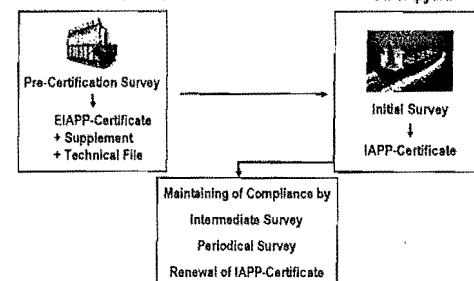 Pre-Certification Survey
EIAPP-Certificate
+ Supplement
+ Technical File
Initial Survey
IAPP-Certificate
Maintaining of Compliance by
Intermediate Survey
Periodical Survey
Renewal of IAPP-Certificate